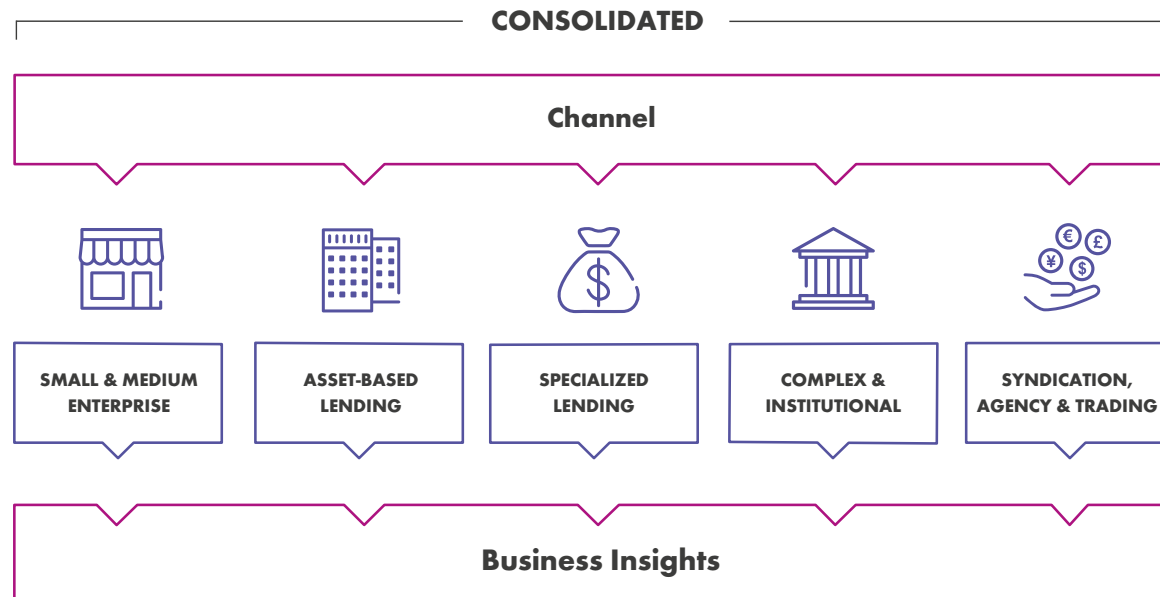 CONSOLIDATED
Channel
€
£
¥
$
$
SMALL & MEDIUM
ENTERPRISE
ASSET-BASED
LENDING
SPECIALIZED
LENDING
COMPLEX &
INSTITUTIONAL
SYNDICATION,
AGENCY & TRADING
Business Insights